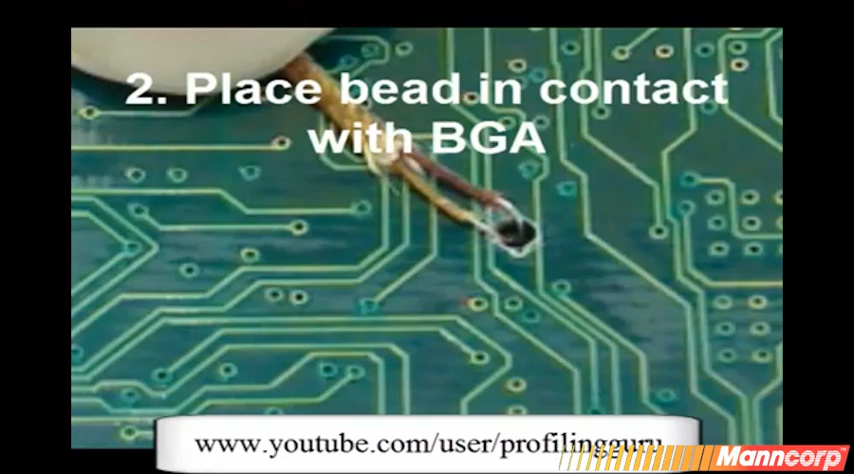 2. Place bead in contact
with BGA
www.youtube.com/user/profilingguru
Manncorp